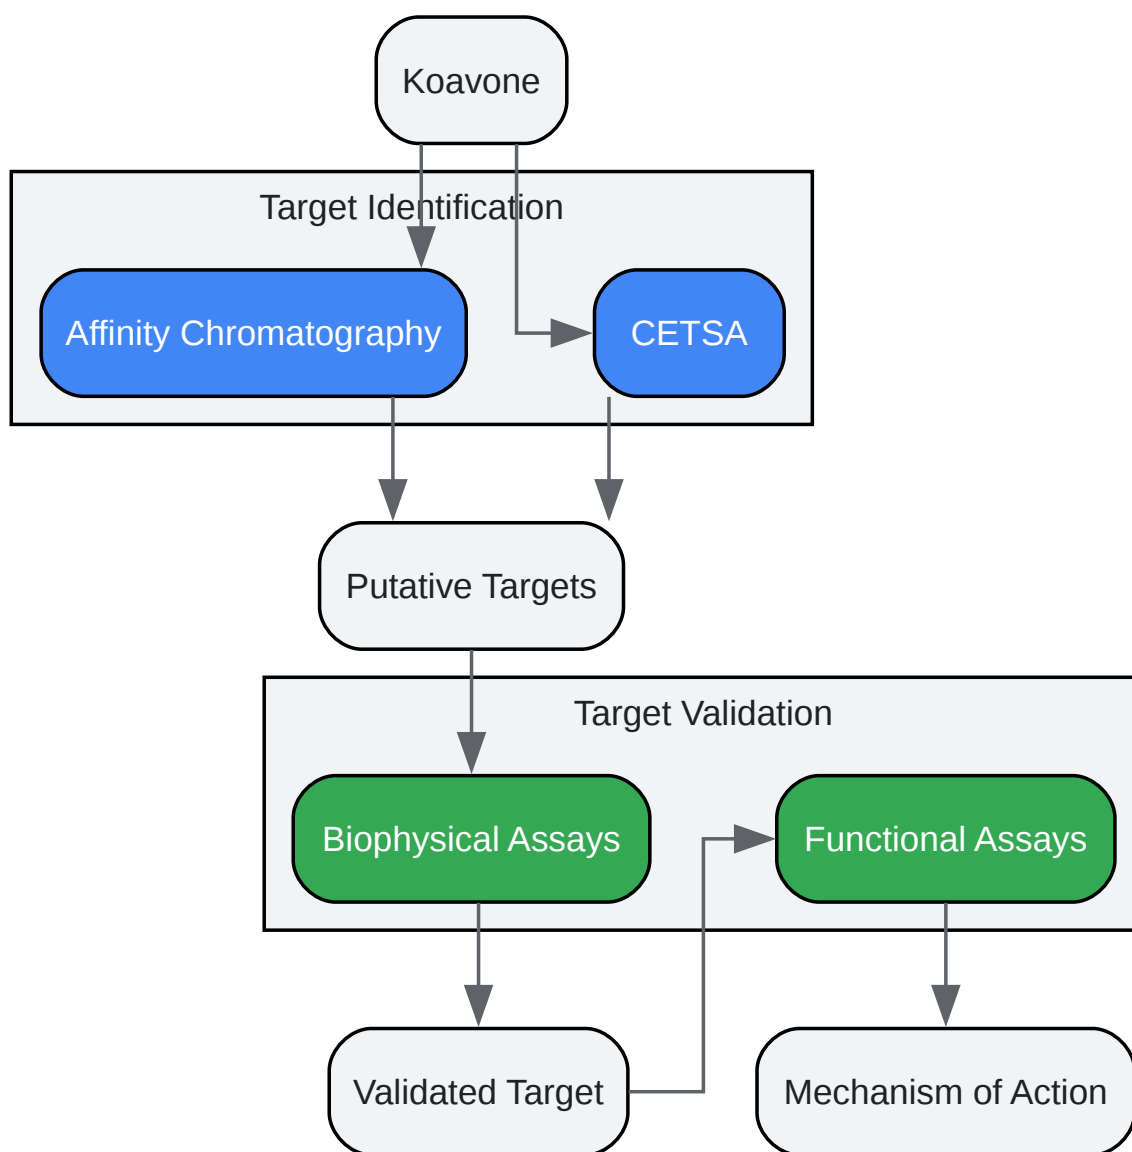 Koavone
Target Identification
Affinity Chromatography
CETSA
Putative Targets
Target Validation
Biophysical Assays
Functional Assays
Validated Target
Mechanism of Action